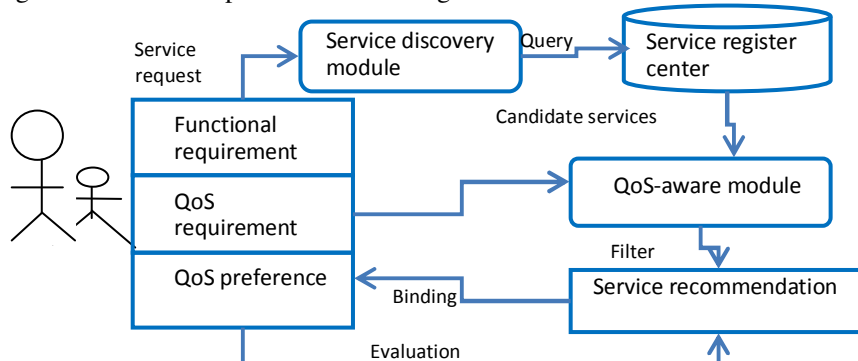 Service
request
Service discovery
module
Query
Service register
center
Functional
requirement
Candidate services
QoS
requirement
QoS-aware module
QoS preference
Filter
Binding
Service recommendation
Evaluation